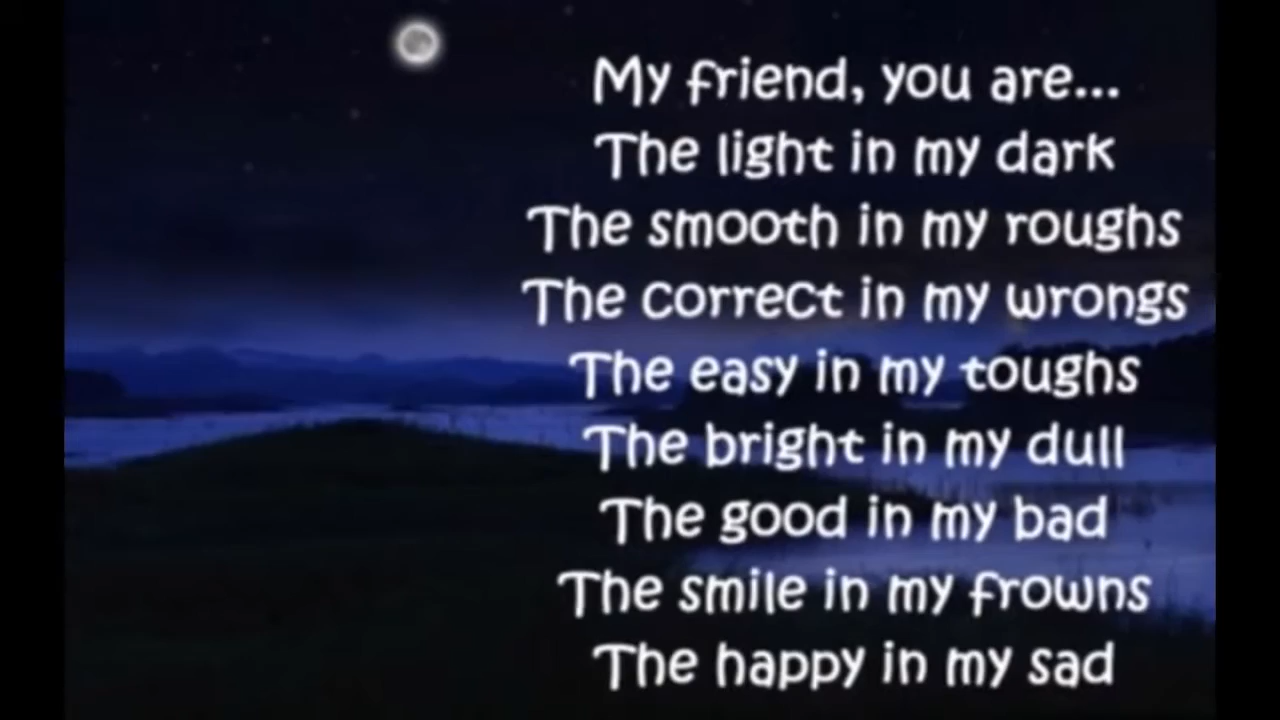 My friend, you are...
The light in my dark
The smooth in my roughs
The correct in my wrongs
The easy in my toughs
The bright in my dull
The good in my bad
The smile in my frowns
The happy in my sad